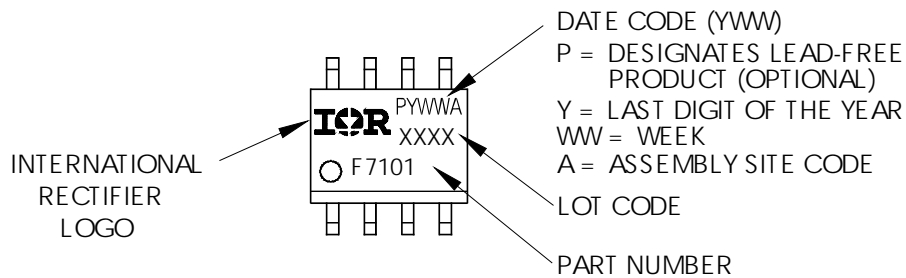 DATE CODE (YWW)
P = DESIGNATES LEAD-FREE
PRODUCT (OPTIONAL)
Y = LAST DIGIT OF THE YEAR
WW = WEEK
A = ASSEMBLY SITE CODE
LOT CODE
PART NUMBER
INTERNATIONAL
RECTIFIER
LOGO
IOR
PYWWA
XXXX
F7101